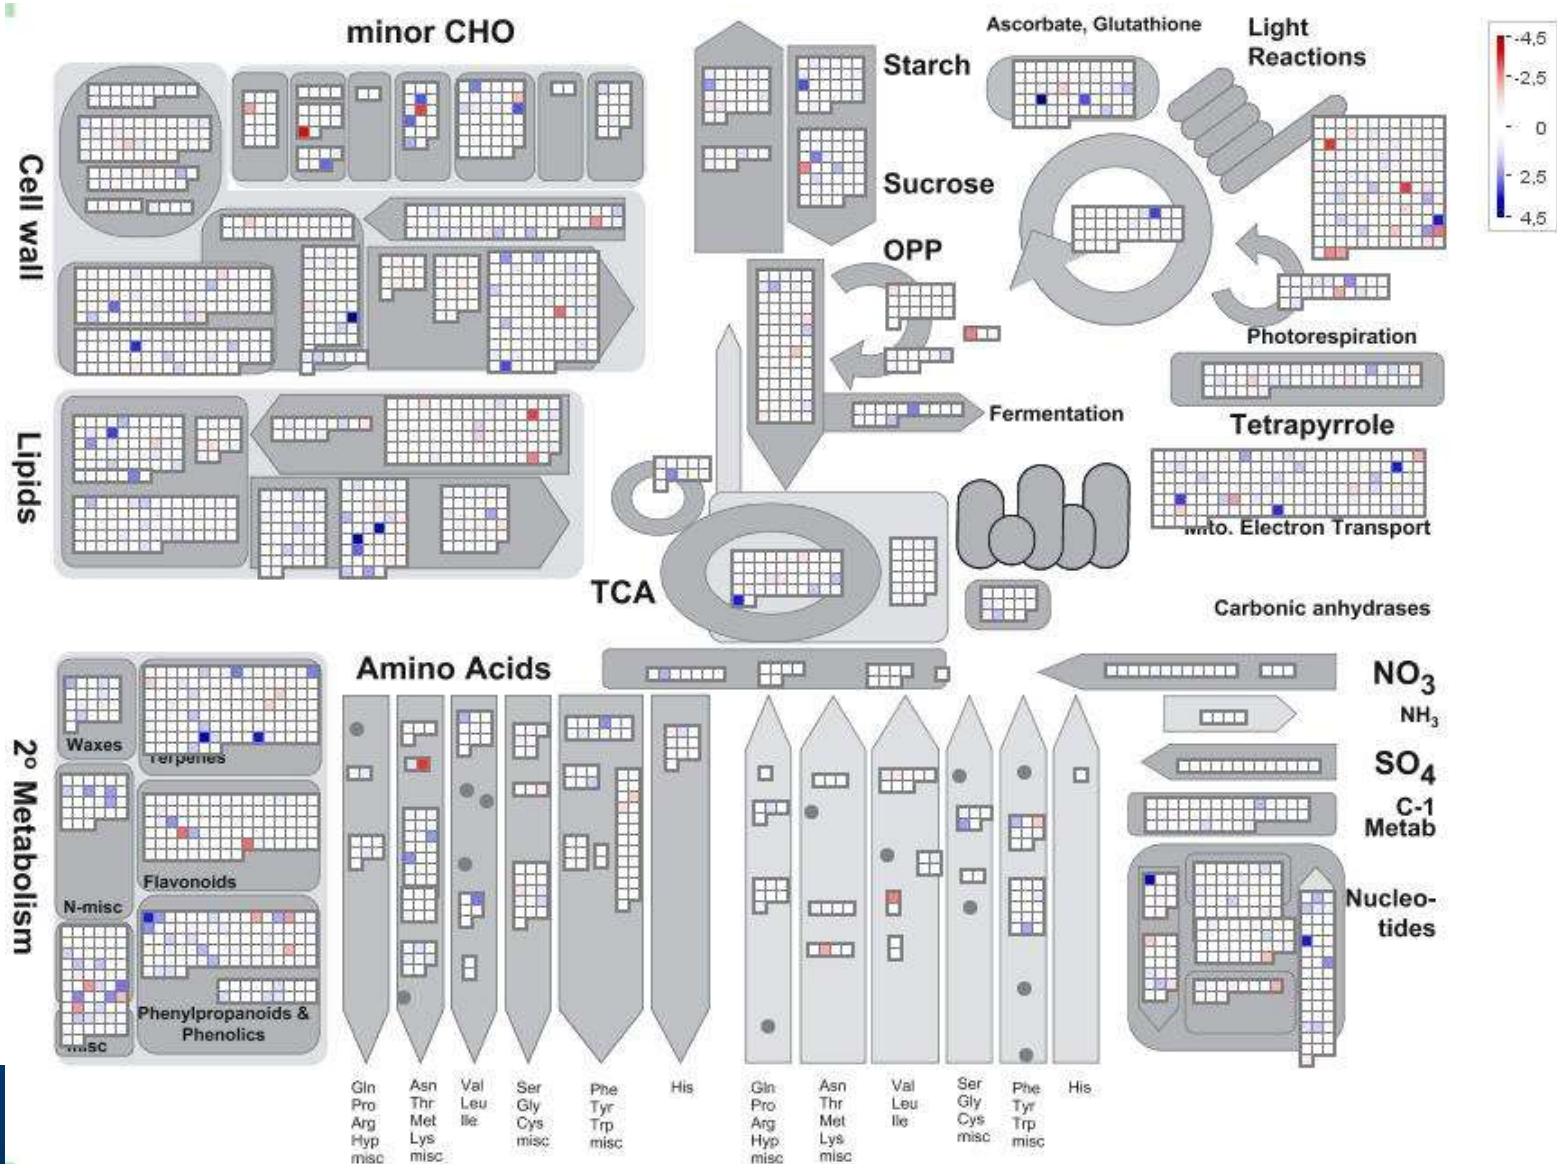 minor CHO
Cell wall
Lipids
2º Metabolism
Starch
Sucrose
OPP
Fermentation
TCA
Amino Acids
Ascorbate, Glutathione
Light
Reactions
-4,5
-2,5
0
2,5
4,5
Photorespiration
Tetrapyrrole
Mito. Electron Transport
Carbonic anhydrases
NO3
NH3
SO4
C-1
Metab
Nucleo-
tides
Waxes
Terpenes
Flavonoids
N-misc
Phenylpropanoids &
Phenolics
misc
Gln
Pro
Arg
Hyp
misc
Asn
Thr
Met
Lys
misc
Val
Leu
Ile
Ser
Gly
Cys
misc
Phe
Tyr
Trp
misc
His
Gln
Pro
Arg
Hyp
misc
Asn
Thr
Met
Lys
misc
Val
Leu
Ile
Ser
Gly
Cys
misc
Phe
Tyr
Trp
misc
His